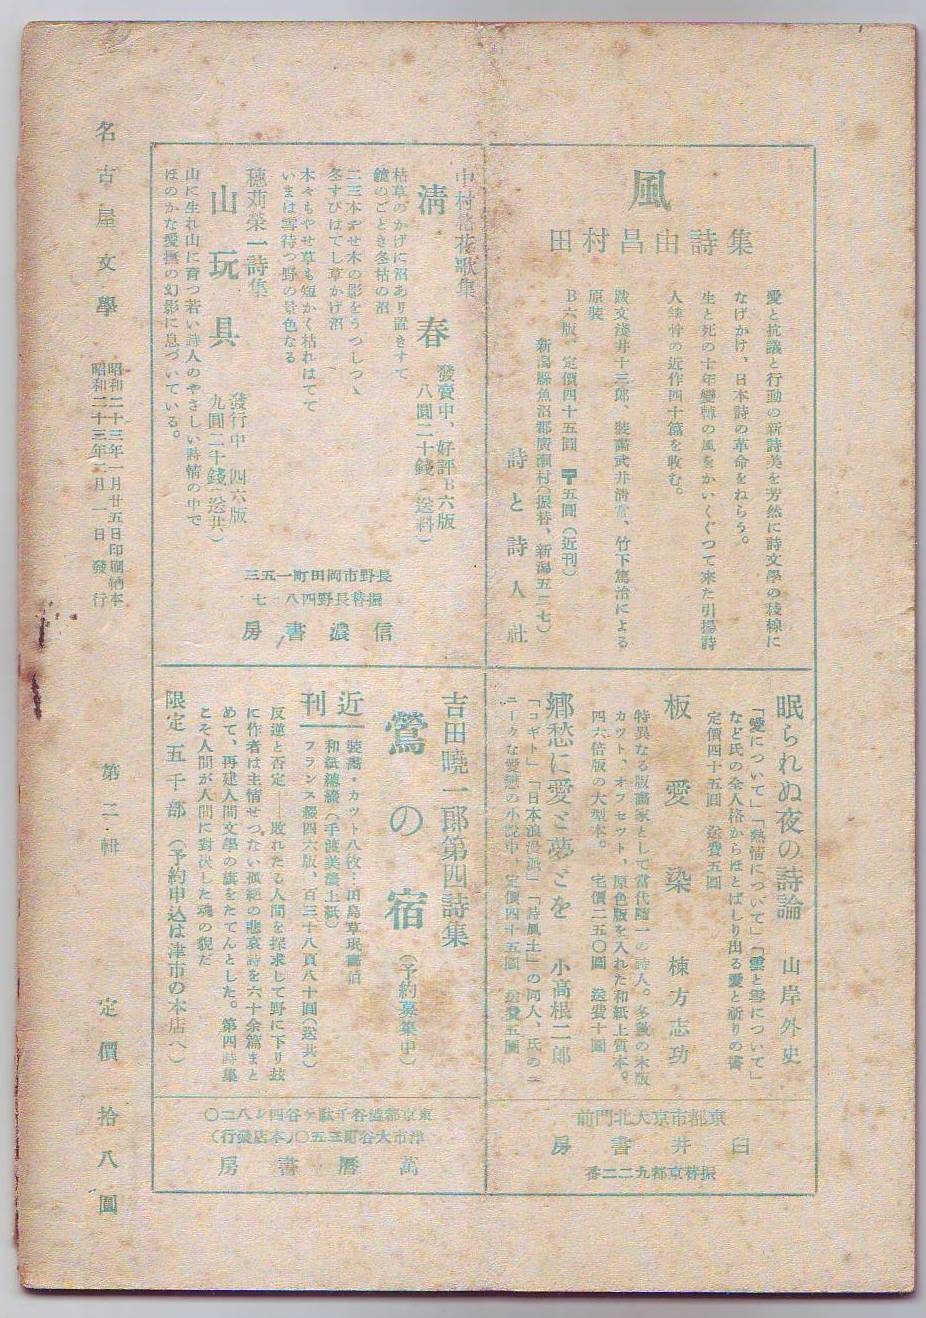 風
田村昌由詩集
愛と抗議と行動の新詩美を芳然に詩文學の稜線に
なげかけ、日本詩の革命をねらう。
生と死の十年變轉の風をかいくぐつて来た引揚詩
人 の近作四十篇を收む。
跋文淺井十三郎、裝幀武井 、竹下 治による
原裝
B六版、定價四十五圓 〒五圓(近刊)
新潟縣魚沼郡廣瀨村(振替、新潟五二七)
詩と詩人社
中村 花歌集
清春
發賣中、好評B六版
八圓二十錢(送料)
枯草のかげに沼あり置きすて
鏡のごとき冬枯の沼
二三本やせ木の影をうつしつゝ
冬すびはてし草かげ沼
木々もやせ草も短かく枯れはてて
いまは雪待つ野の景色なる
穂苅榮一詩集
山玩具
發行中 四六版
九圓二十錢(送共)
山に生れ山に育つ若い詩人のやさしい詩情の中で
ほのかな愛撫の幻影に息づいている。
長野市岡田町一五三
振替長野四八一七
信濃書房
眠られぬ夜の詩論 山岸外史
「愛について」「熱情について」「雲と雪について」
など氏の全人格からほとばしり出る愛と祈りの書
定價四十五圓 送費五圓
板愛染 棟方志功
特異なる版畫家として當代隨一の詩人。多數の木版
カツト、オフセツト、原色版を入れた和紙上質本。
四六倍版の大型本。 定價二五〇圓 送費十圓
鄕愁に愛と夢とを 小高根二郎
「コギト」「日本浪漫派」「詩風土」の同人、氏のユ
ニークな愛戀の小説中、定價四十五圓 送費五圓
京都市京大北門前
臼井書房
振替京都九二二番
吉田曉一郎第四詩集
鶯の宿
(予約募集中)
近刊
裝幀・カツト八枚:田島草 畫伯
和紙總緩(手漉美濃上紙)
フランス綴四六版、百三十八頁八十圓(送共)
反逆と否定――敗れたる人間を探求して野に下り玆
に作者は主情せつない孤 の悲哀詩を六十余篇まと
めて、再建人間文學の旗をたてんとした。第四詩集
こそ人間が人間に對決した魂の貌だ
限定五千部(予約申込は津市の本店へ)
東京都澁谷千駄ケ谷四ノ八二〇
津市大谷町三五〇(本店發行)
萬曆書房
名古屋文學
昭和二十三年一月廿五日印刷納本
昭和二十三年二月一日發行
第二輯
定價拾八圓